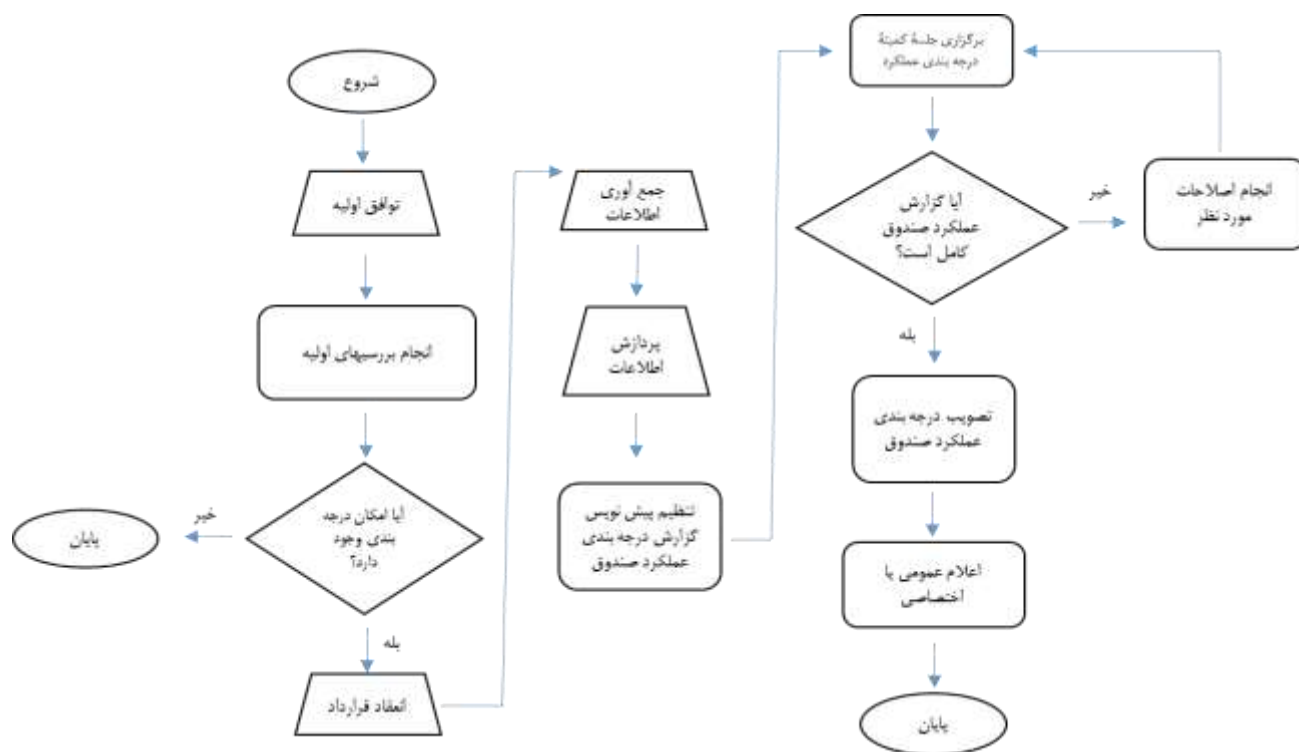 شروع
توافق اولیه
انجام بررسیهای اولیه
آیا امکان درجه
بندی وجود
دارد؟
خیر
پایان
بله
انعقاد قرارداد
جمع آوری
اطلاعات
پردازش
اطلاعات
تنظیم پیش نویس
گزارش درجه بندی
عملکرد صندوق
برگزاری جلسهٔ کمیتهٔ
درجه بندی عملکرد
آیا گزارش
عملکرد صندوق
کامل است؟
خیر
انجام اصلاحات
مورد نظر
بله
تصویب درجه بندی
عملکرد صندوق
اعلام عمومی یا
اختصاصی
پایان